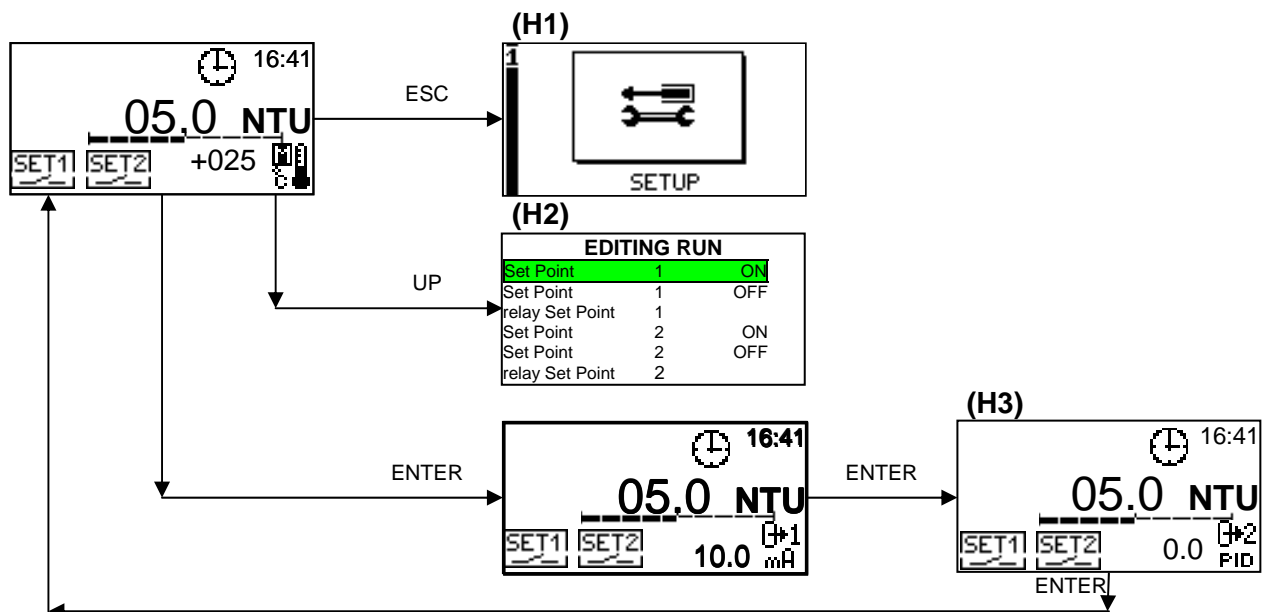 (H1)
16:41
05.0 NTU
SET1 SET2 +025 M °C
ESC
1
SETUP
(H2)
UP
EDITING RUN
Set Point 1 ON
Set Point 1 OFF
relay Set Point 1
Set Point 2 ON
Set Point 2 OFF
relay Set Point 2
(H3)
ENTER
16:41
05.0 NTU
SET1 SET2 10.0 mA
1
ENTER
16:41
05.0 NTU
2
SET1 SET2 0.0 PID
ENTER